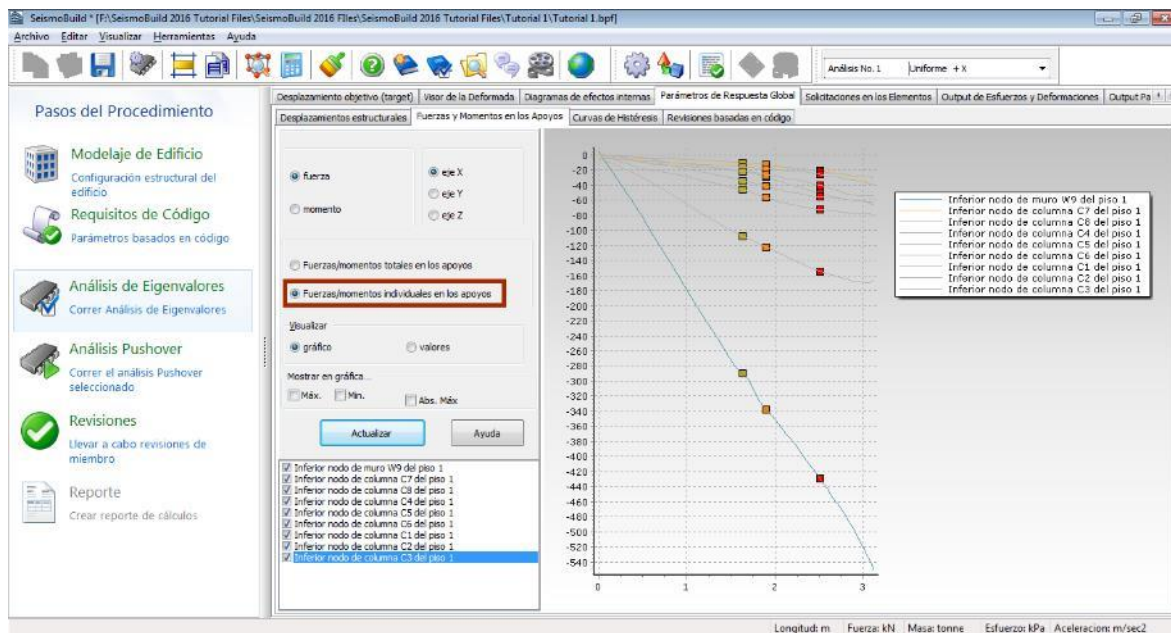 SeismoBuild * [F:\SeismoBuild 2016 Tutorial Files\SeismoBuild 2016 FIles\SeismoBuild 2016 Tutorial Files\Tutorial 1\Tutorial 1.bpf]
Archivo Editar Visualizar Herramientas Ayuda
Análisis No. 1 Uniforme +X
Pasos del Procedimiento
Modelaje de Edificio
Configuración estructural del
edificio
Requisitos de Código
Parámetros basados en código
Análisis de Eigenvalores
Correr Análisis de Eigenvalores
Análisis Pushover
Correr el análisis Pushover
seleccionado
Revisiones
Llevar a cabo revisiones de
miembro
Reporte
Crear reporte de cálculos
Desplazamiento objetivo (target) Visor de la Deformada Diagramas de efectos internas Parámetros de Respuesta Global Solicitaciones en los Elementos Output de Esfuerzos y Deformaciones Output Pa
Desplazamientos estructurales Fuerzas y Momentos en los Apoyos Curvas de Histéresis Revisiones basadas en código
fuerza
momento
eje X
eje Y
eje Z
Fuerzas/momentos totales en los apoyos
Fuerzas/momentos individuales en los apoyos
Visualizar
gráfico valores
Mostrar en gráfica...
Máx. Min. Abs. Máx
Actualizar Ayuda
Inferior nodo de muro W9 del piso 1
Inferior nodo de columna C7 del piso 1
Inferior nodo de columna C8 del piso 1
Inferior nodo de columna C4 del piso 1
Inferior nodo de columna C5 del piso 1
Inferior nodo de columna C6 del piso 1
Inferior nodo de columna C1 del piso 1
Inferior nodo de columna C2 del piso 1
Inferior nodo de columna C3 del piso 1
0
-20
-40
-60
-80
-100
-120
-140
-160
-180
-200
-220
-240
-260
-280
-300
-320
-340
-360
-380
-400
-420
-440
-460
-480
-500
-520
-540
0 1 2 3
Inferior nodo de muro W9 del piso 1
Inferior nodo de columna C7 del piso 1
Inferior nodo de columna C8 del piso 1
Inferior nodo de columna C4 del piso 1
Inferior nodo de columna C5 del piso 1
Inferior nodo de columna C6 del piso 1
Inferior nodo de columna C1 del piso 1
Inferior nodo de columna C2 del piso 1
Inferior nodo de columna C3 del piso 1
Longitud: m Fuerza: kN Masa: tonne Esfuerzo: kPa Aceleracion: m/sec2